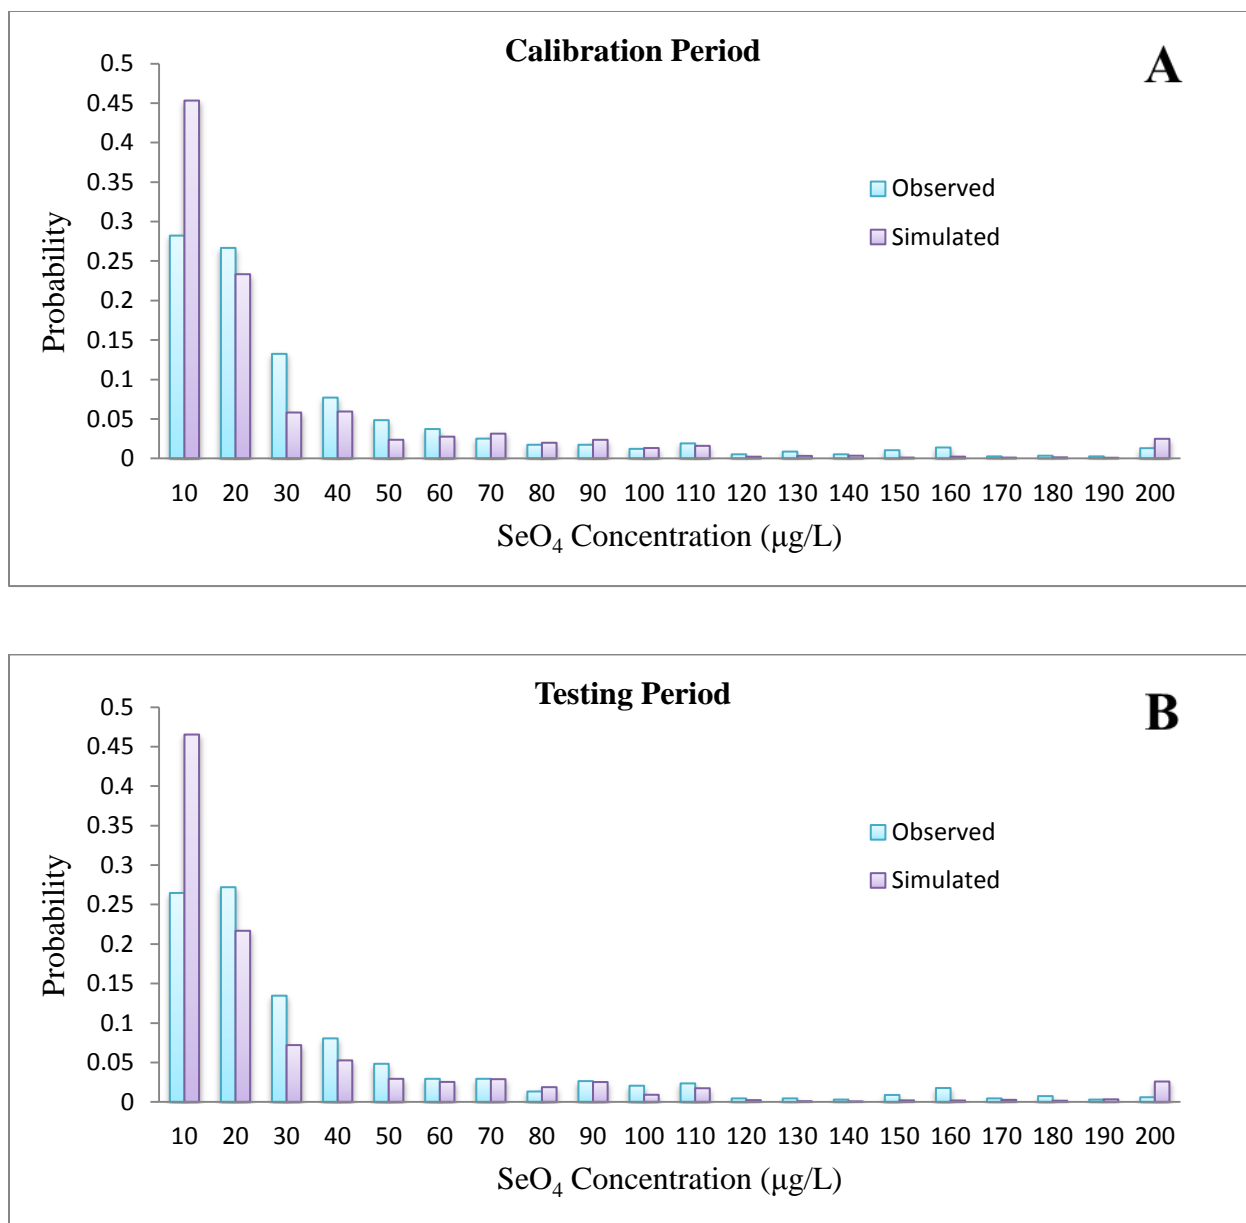 Calibration Period
A
0.5
0.45
0.4
0.35
0.3
0.25
0.2
0.15
0.1
0.05
0
Probability
Observed
Simulated
10 20 30 40 50 60 70 80 90 100 110 120 130 140 150 160 170 180 190 200
SeO₄ Concentration (µg/L)
Testing Period
B
0.5
0.45
0.4
0.35
0.3
0.25
0.2
0.15
0.1
0.05
0
Probability
Observed
Simulated
10 20 30 40 50 60 70 80 90 100 110 120 130 140 150 160 170 180 190 200
SeO₄ Concentration (µg/L)